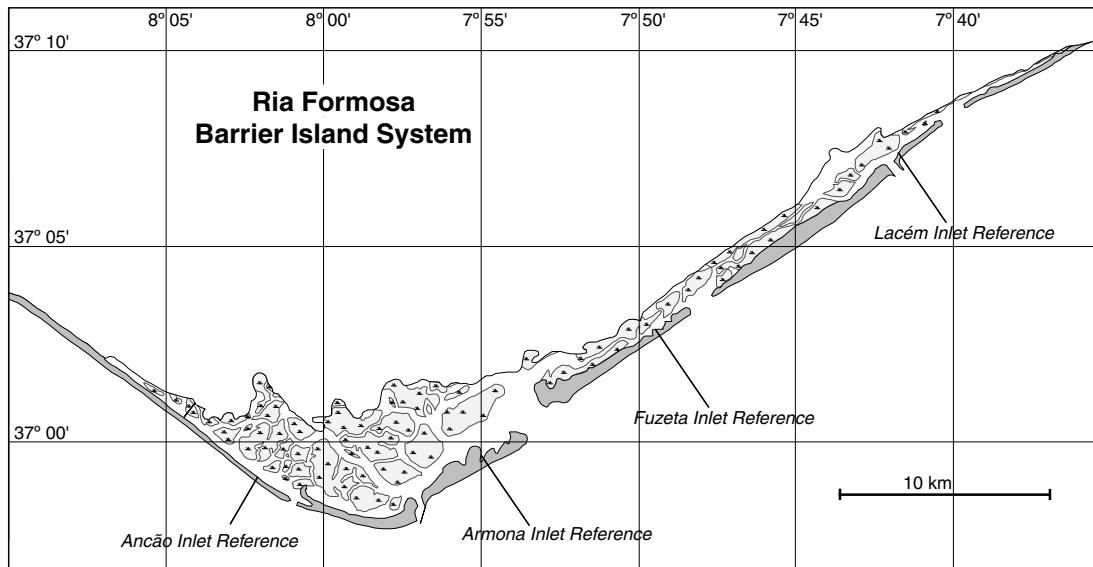 8º 05'
8º 00'
7º 55'
7º 50'
7º 45'
7º 40'
37º 10'
Ria Formosa
Barrier Island System
Lacém Inlet Reference
37º 05'
Fuzeta Inlet Reference
37º 00'
10 km
Ancão Inlet Reference
Armona Inlet Reference